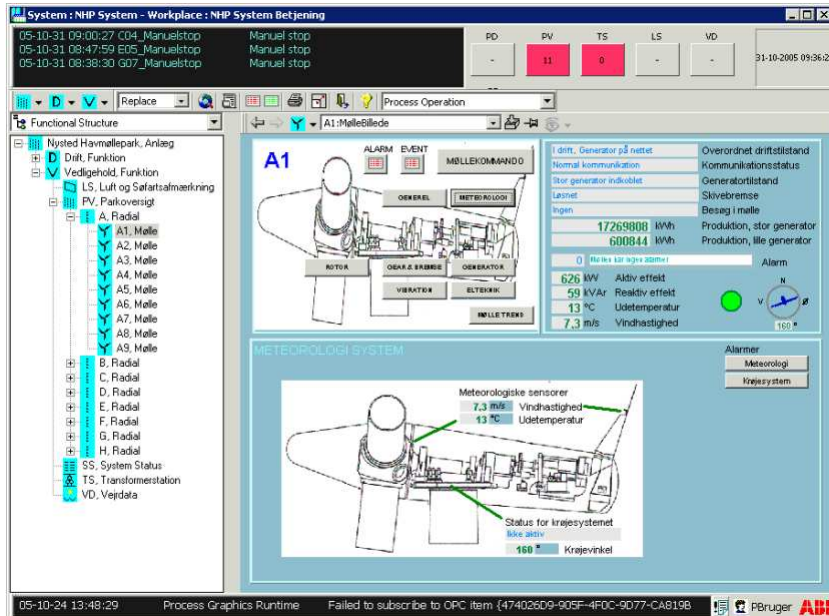 System : NHP System - Workplace : NHP System Betjening
05-10-31 09:00:27 C04_Manuelstop Manuel stop
05-10-31 08:47:59 E05_Manuelstop Manuel stop
05-10-31 08:38:30 G07_Manuelstop Manuel stop
PD PV TS LS VD
- 11 0 - -
31-10-2005 09:36:2
D V Replace Process Operation
Functional Structure
A1:MølleBillede
Nysted Havmøllepark, Anlæg
D Drift, Funktion
V Vedligehold, Funktion
LS, Luft og Søfartsafmærkning
PV, Parkoversigt
A, Radial
A1, Mølle
A2, Mølle
A3, Mølle
A4, Mølle
A5, Mølle
A6, Mølle
A7, Mølle
A8, Mølle
A9, Mølle
B, Radial
C, Radial
D, Radial
E, Radial
F, Radial
G, Radial
H, Radial
SS, System Status
TS, Transformerstation
VD, Vejrdata
A1
ALARM EVENT
MØLLEKOMMANDO
GENEREL METEOROLOGI
ROTOR GEAR & BREMSE GENERATOR
VIBRATION ELTEKNIK
MØLLE TREND
I drift, Generator på nettet Overordnet driftstilstand
Normal kommunikation Kommunikationsstatus
Stor generator indkoblet Generatortilstand
Løsnet Skivebremse
Ingen Besøg i mølle
17269808 kWh Produktion, stor generator
600844 kWh Produktion, lille generator
0 Møllen har ingen alarmer Alarm
626 kW Aktiv effekt
59 kVAr Reaktiv effekt
13 °C Udetemperatur
7,3 m/s Vindhastighed
N
V Ø
160 °
METEOROLOGI SYSTEM
Alarmer
Meteorologi
Krøjesystem
Meteorologiske sensorer
7,3 m/s Vindhastighed
13 °C Udetemperatur
Status for krøjesystemet
Ikke aktiv
160 ° Krøjevinkel
05-10-24 13:48:29 Process Graphics Runtime Failed to subscribe to OPC item {474026D9-905F-4F0C-9D77-CA819B
PBruger ABB